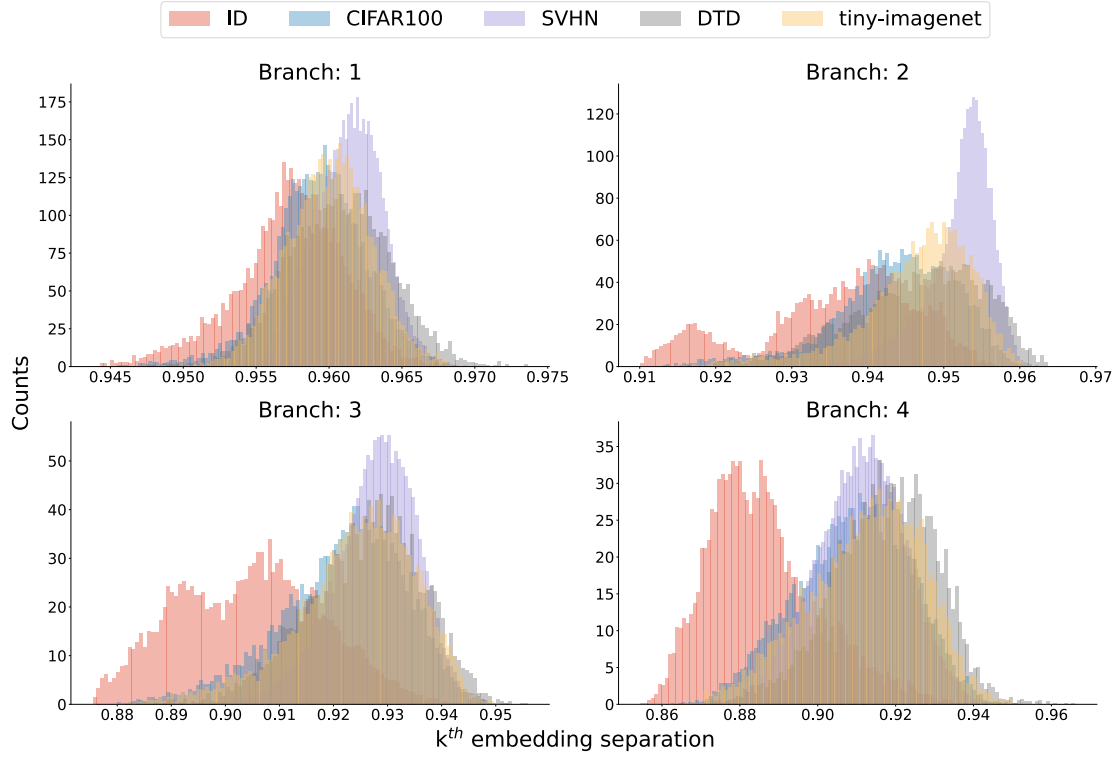 ID CIFAR100 SVHN DTD tiny-imagenet
Branch: 1
175
150
125
100
75
50
25
0
0.945 0.950 0.955 0.960 0.965 0.970 0.975
Branch: 2
120
100
80
60
40
20
0
0.91 0.92 0.93 0.94 0.95 0.96 0.97
Counts
Branch: 3
50
40
30
20
10
0
0.88 0.89 0.90 0.91 0.92 0.93 0.94 0.95
Branch: 4
35
30
25
20
15
10
5
0
0.86 0.88 0.90 0.92 0.94 0.96
kᵗʰ embedding separation